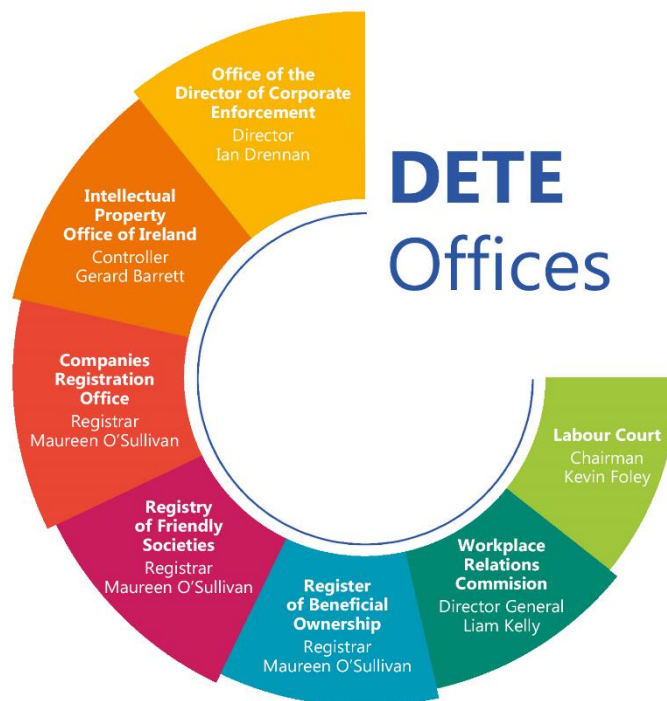 Office of the
Director of Corporate
Enforcement
Director
Ian Drennan
DETE
Offices
Intellectual
Property
Office of Ireland
Controller
Gerard Barrett
Companies
Registration
Office
Registrar
Maureen O'Sullivan
Registry
of Friendly
Societies
Registrar
Maureen O'Sullivan
Register
of Beneficial
Ownership
Registrar
Maureen O'Sullivan
Workplace
Relations
Commision
Director General
Liam Kelly
Labour Court
Chairman
Kevin Foley